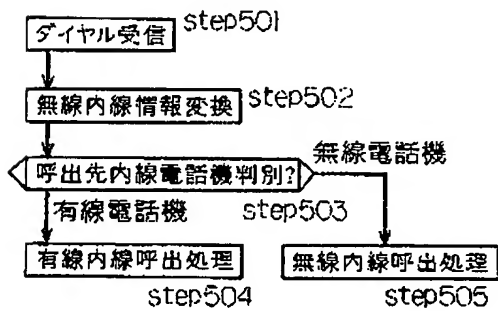 ダイヤル受信 step501
無線内線情報変換 step502
呼出先内線電話機判別? 無線電話機
有線電話機 step503
有線内線呼出処理 無線内線呼出処理
step504 step505